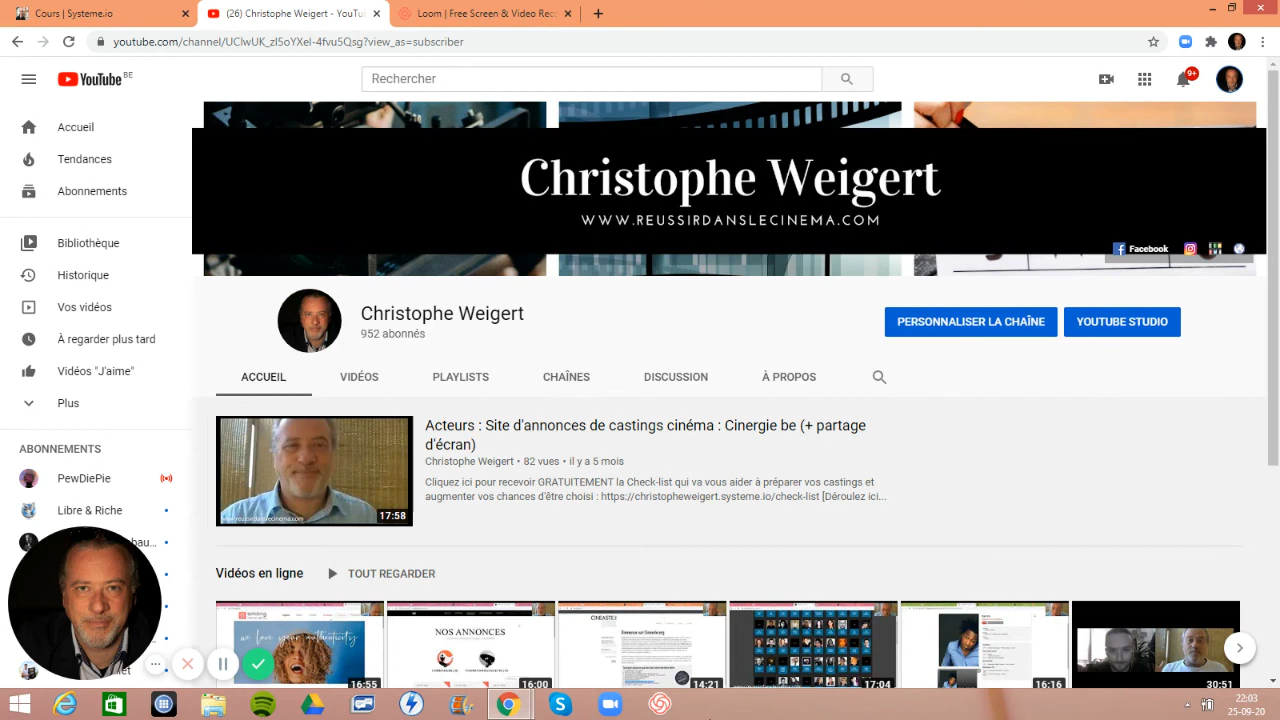 Cours | Systeme.io
(26) Christophe Weigert - YouTu
Loom | Free Screen & Video Rec
youtube.com/channel/UCIwUK_zI5oYXeI-4fvu5Qsg?view_as=subscriber
YouTube BE
Rechercher
9+
Accueil
Tendances
Abonnements
Bibliothèque
Historique
Vos vidéos
À regarder plus tard
Vidéos "J'aime"
Plus
ABONNEMENTS
PewDiePie
Libre & Riche
Christophe Weigert
WWW.REUSSIRDANSLECINEMA.COM
Facebook
Christophe Weigert
952 abonnés
PERSONNALISER LA CHAÎNE
YOUTUBE STUDIO
ACCUEIL
VIDÉOS
PLAYLISTS
CHAÎNES
DISCUSSION
À PROPOS
www.reussirdanslecinema.com
17:58
Acteurs : Site d'annonces de castings cinéma : Cinergie be (+ partage
d'écran)
Christophe Weigert • 82 vues • il y a 5 mois
Cliquez ici pour recevoir GRATUITEMENT la Check-list qui va vous aider à préparer vos castings et
augmenter vos chances d'être choisi : https://christopheweigert.systeme.io/check-list [Déroulez ici...
Vidéos en ligne
TOUT REGARDER
we love your authenticity
NOS ANNONCES
16:51
16:00
14:21
17:04
16:16
30:51
22:03
25-09-20